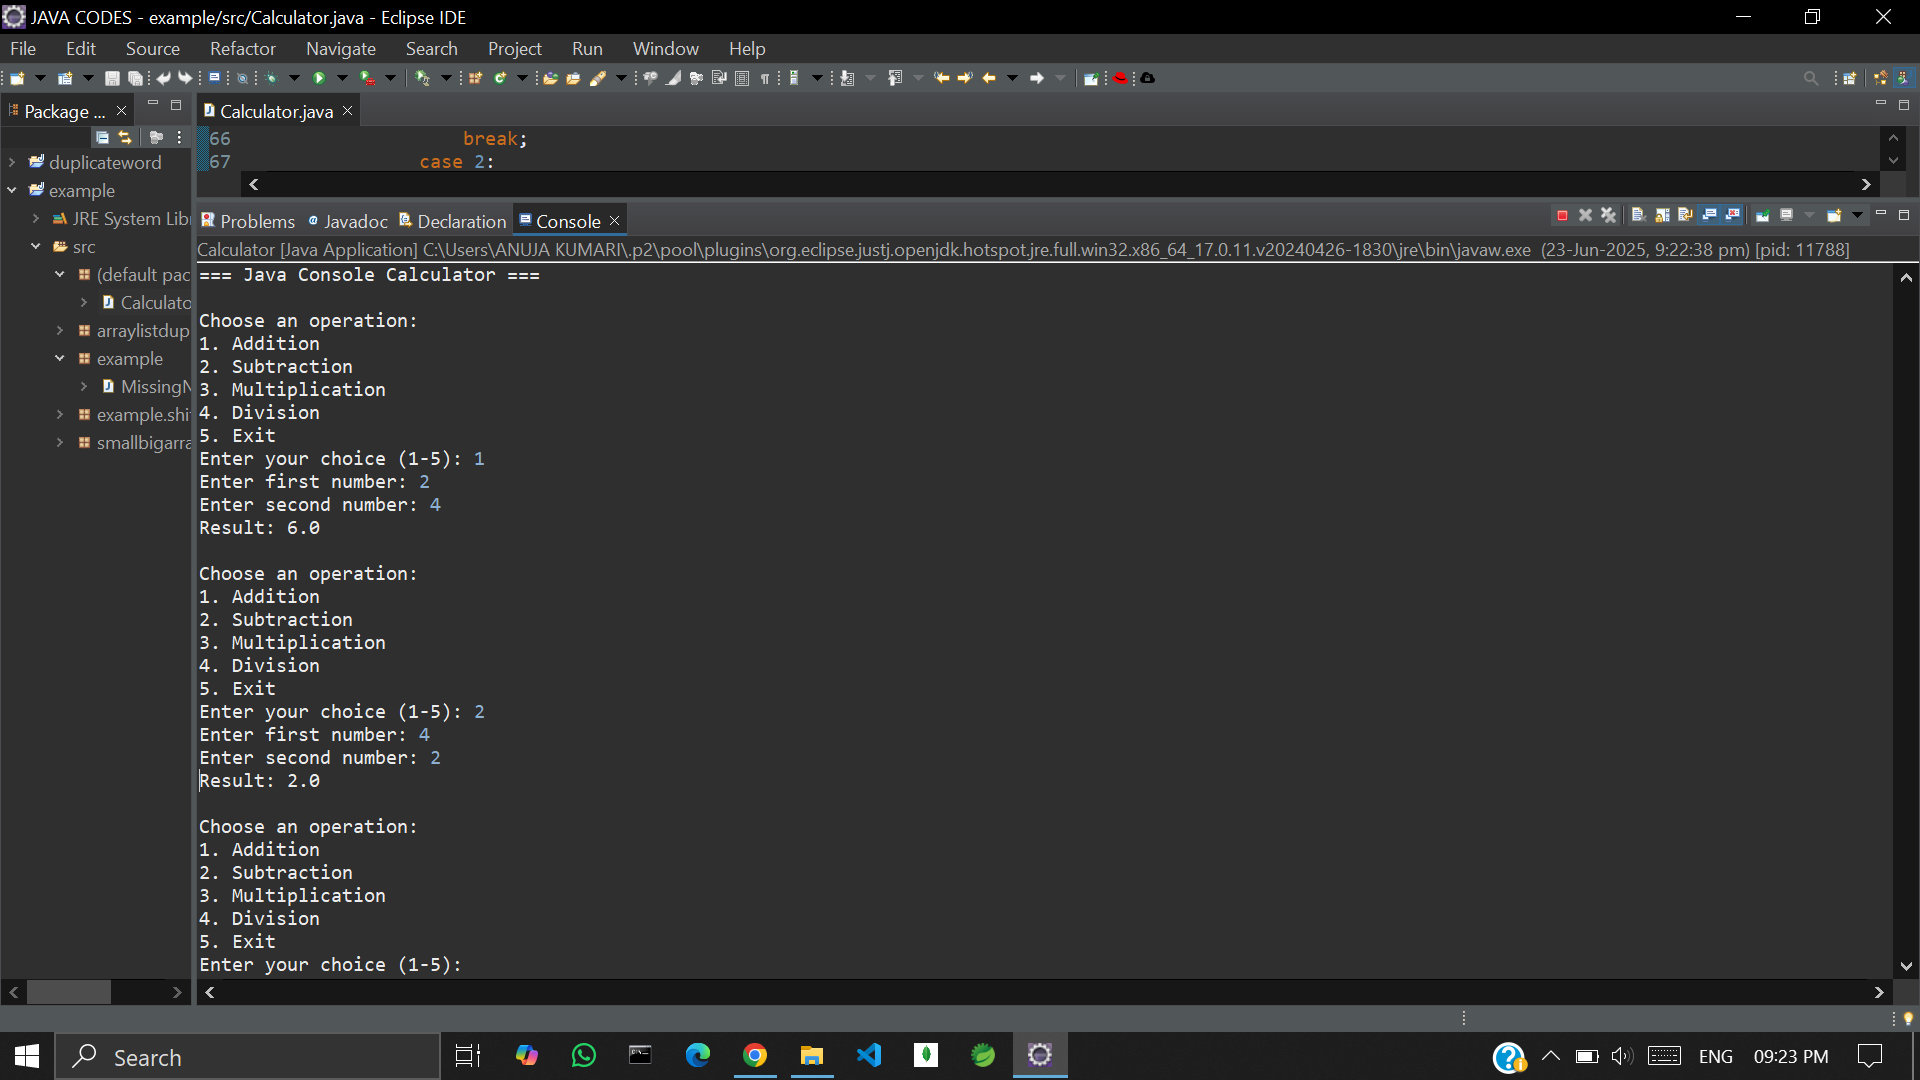 JAVA CODES - example/src/Calculator.java - Eclipse IDE
File Edit Source Refactor Navigate Search Project Run Window Help
Package ...
Calculator.java
66 break;
67 case 2:
duplicateword
example
JRE System Lib
src
(default pac
Calculato
arraylistdup
example
MissingN
example.shi
smallbigarra
Problems Javadoc Declaration Console
Calculator [Java Application] C:\Users\ANUJA KUMARI\.p2\pool\plugins\org.eclipse.justj.openjdk.hotspot.jre.full.win32.x86_64_17.0.11.v20240426-1830\jre\bin\javaw.exe (23-Jun-2025, 9:22:38 pm) [pid: 11788]
=== Java Console Calculator ===
Choose an operation:
1. Addition
2. Subtraction
3. Multiplication
4. Division
5. Exit
Enter your choice (1-5): 1
Enter first number: 2
Enter second number: 4
Result: 6.0
Choose an operation:
1. Addition
2. Subtraction
3. Multiplication
4. Division
5. Exit
Enter your choice (1-5): 2
Enter first number: 4
Enter second number: 2
Result: 2.0
Choose an operation:
1. Addition
2. Subtraction
3. Multiplication
4. Division
5. Exit
Enter your choice (1-5):
Search
ENG
09:23 PM